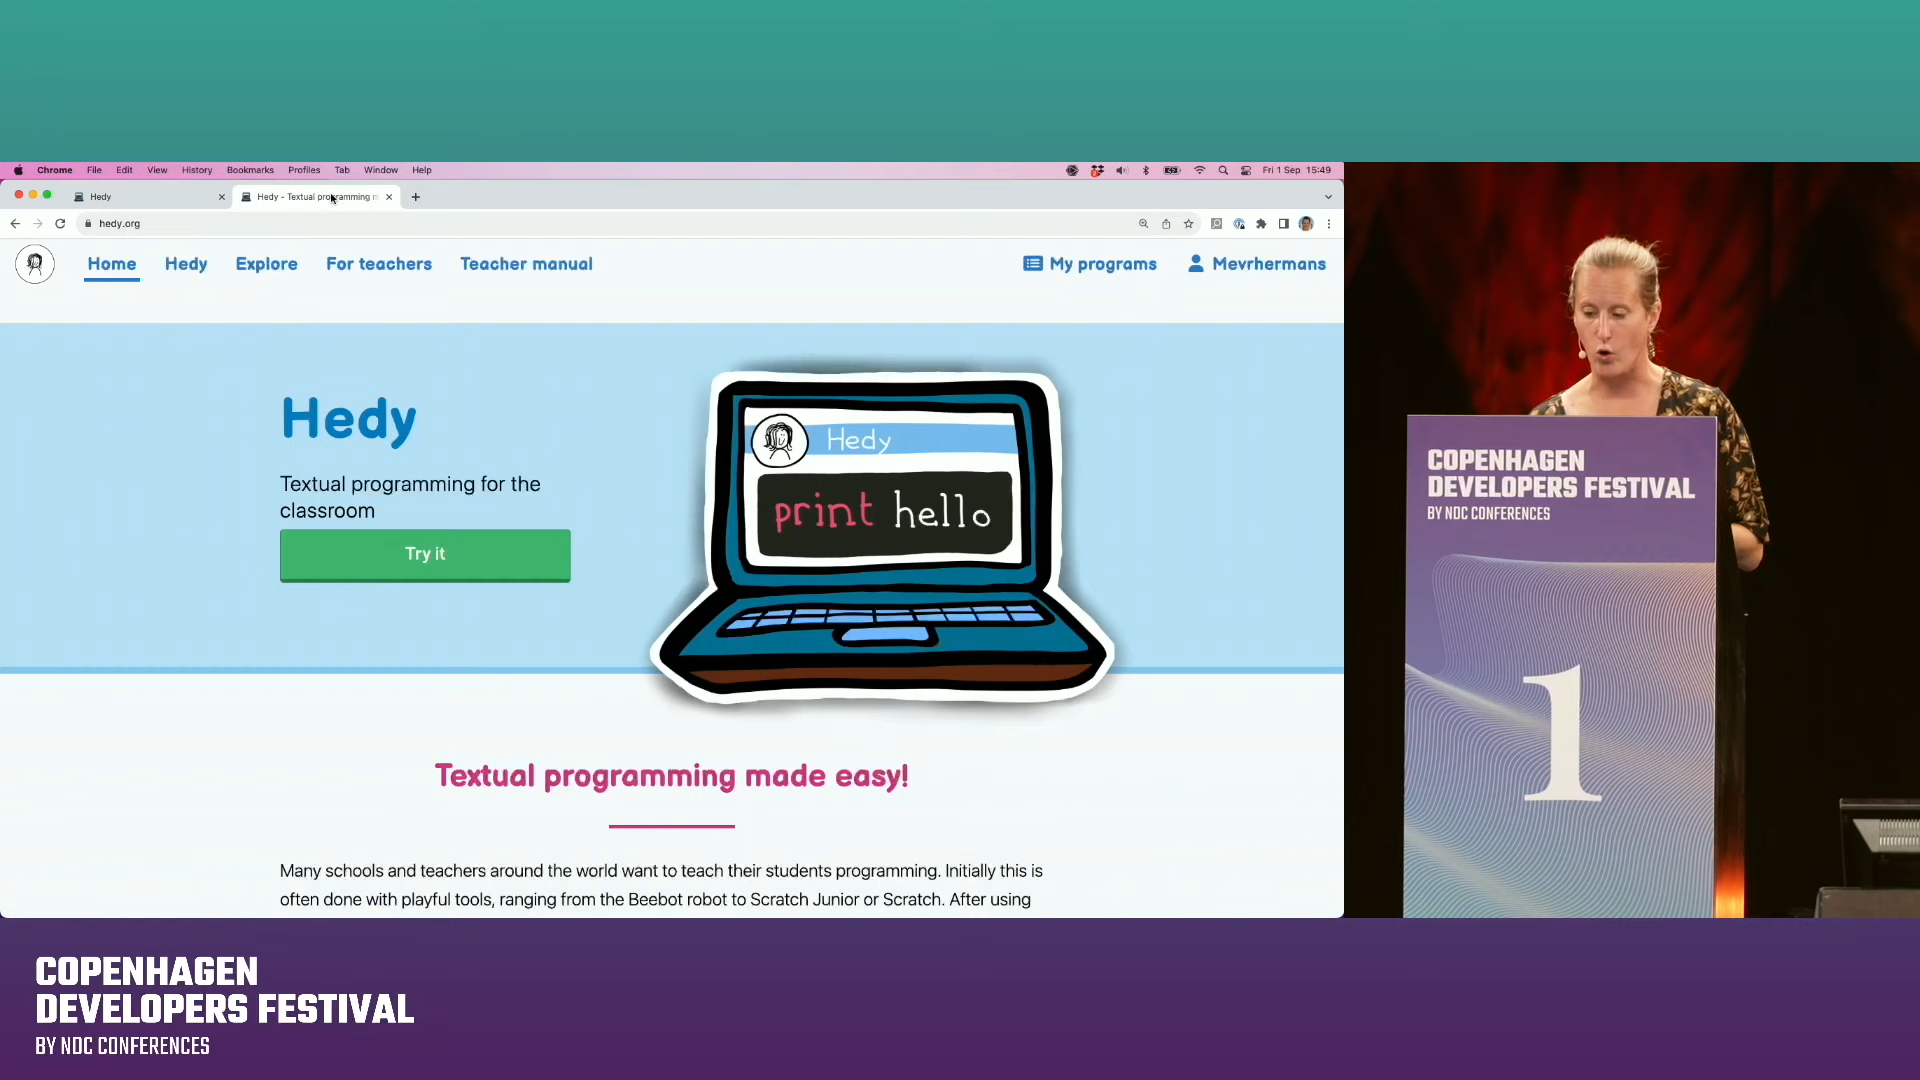 Chrome File Edit View History Bookmarks Profiles Tab Window Help Fri 1 Sep 15:49
Hedy Hedy - Textual programming m
hedy.org
Home Hedy Explore For teachers Teacher manual My programs Mevrhermans
Hedy
Textual programming for the
classroom
Try it
Hedy
print hello
Textual programming made easy!
Many schools and teachers around the world want to teach their students programming. Initially this is
often done with playful tools, ranging from the Beebot robot to Scratch Junior or Scratch. After using
COPENHAGEN
DEVELOPERS FESTIVAL
BY NDC CONFERENCES
1
COPENHAGEN
DEVELOPERS FESTIVAL
BY NDC CONFERENCES